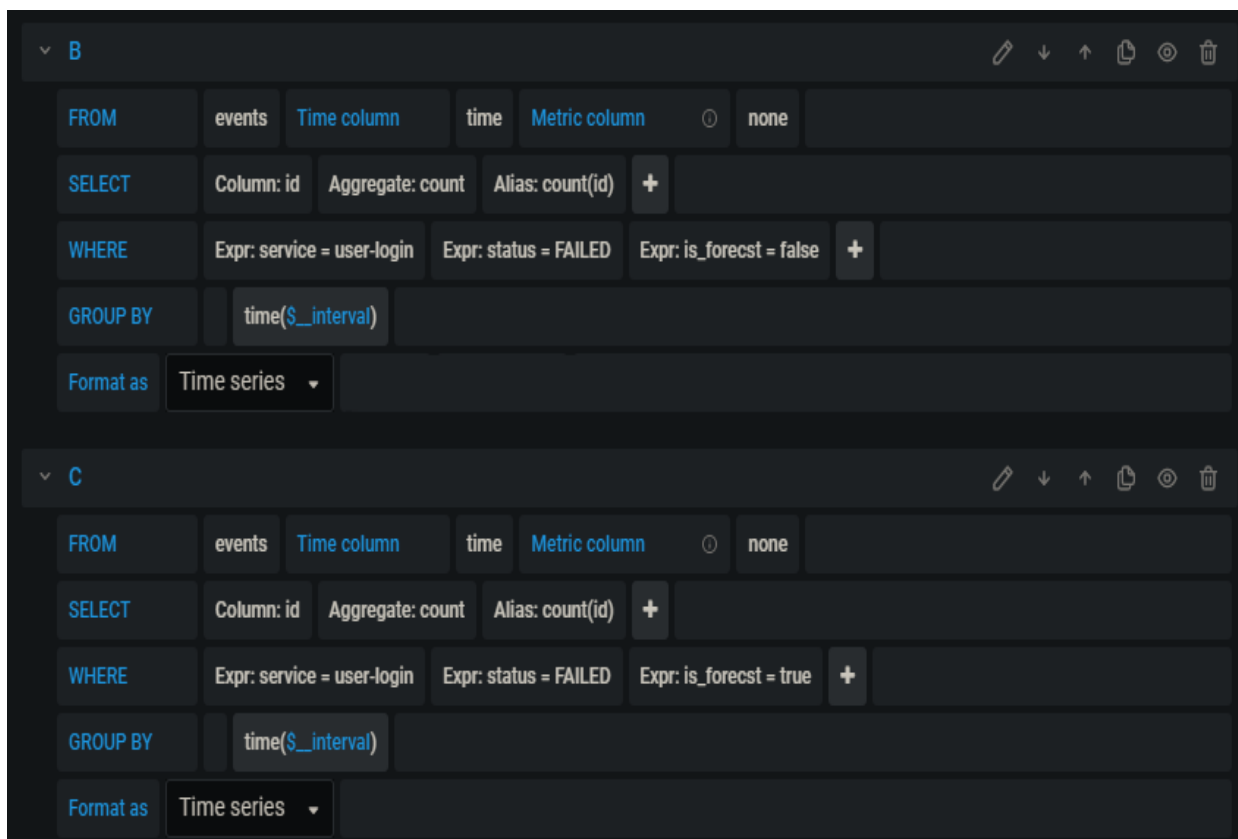 B
FROM events Time column time Metric column none
SELECT Column: id Aggregate: count Alias: count(id) +
WHERE Expr: service = user-login Expr: status = FAILED Expr: is_forecst = false +
GROUP BY time($__interval)
Format as Time series
C
FROM events Time column time Metric column none
SELECT Column: id Aggregate: count Alias: count(id) +
WHERE Expr: service = user-login Expr: status = FAILED Expr: is_forecst = true +
GROUP BY time($__interval)
Format as Time series